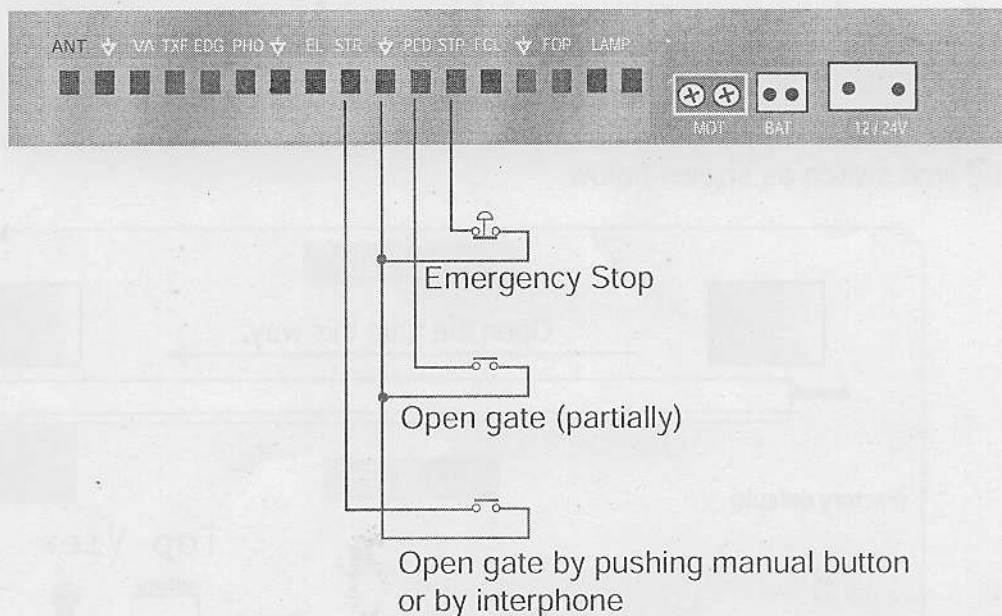 ANT VA TXF EDG PHO EL STR PED STP FCL FOP LAMP
MOT BAT 12/24V
Emergency Stop
Open gate (partially)
Open gate by pushing manual button
or by interphone